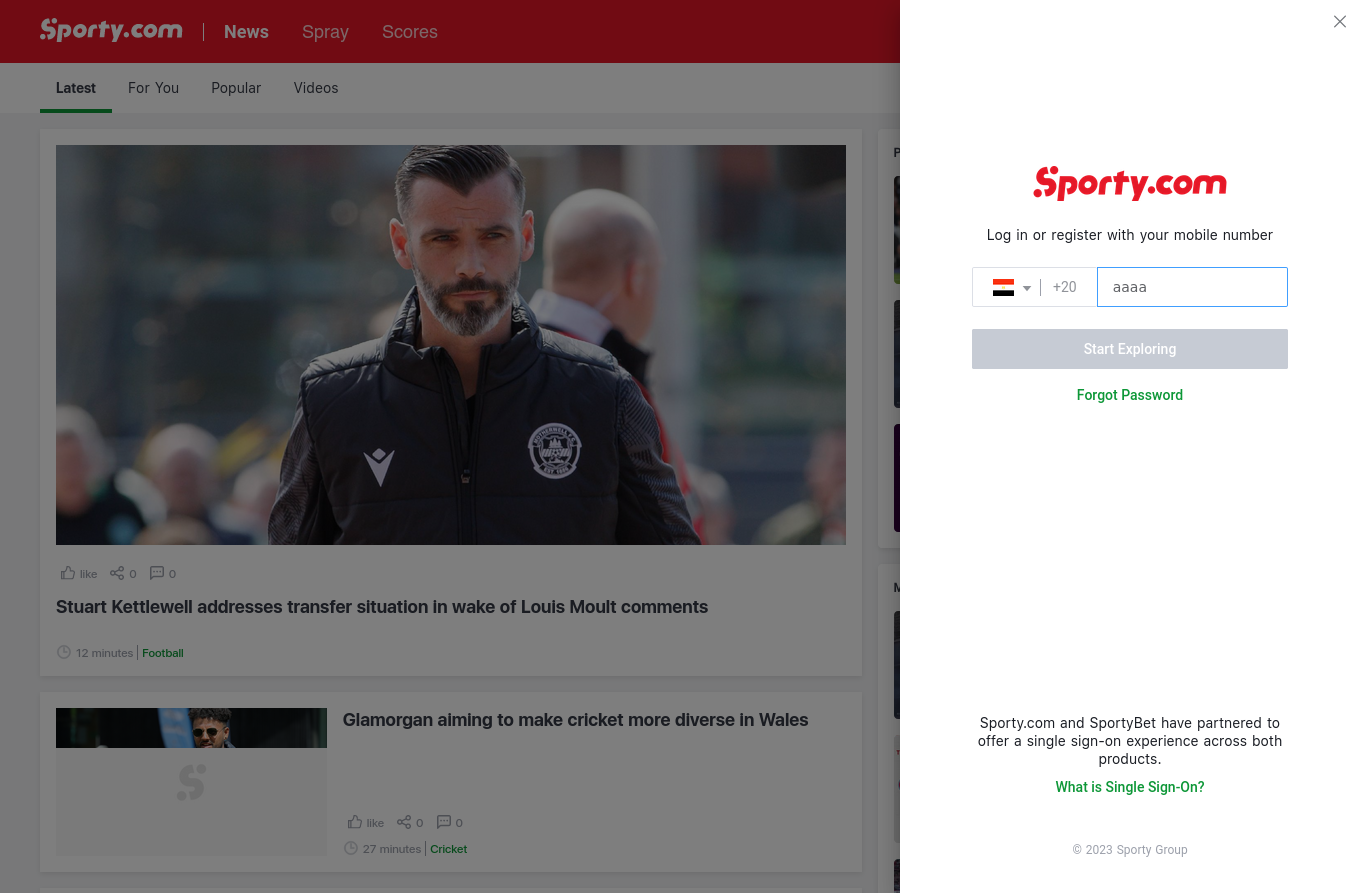 Sporty.com
News
Spray
Scores
Latest
For You
Popular
Videos
MOTHERWELL F.C.
like
0
0
Stuart Kettlewell addresses transfer situation in wake of Louis Moult comments
12 minutes
Football
Glamorgan aiming to make cricket more diverse in Wales
like
0
0
27 minutes
Cricket
P
M
Sporty.com
Log in or register with your mobile number
+20
aaaa
Start Exploring
Forgot Password
Sporty.com and SportyBet have partnered to
offer a single sign-on experience across both
products.
What is Single Sign-On?
© 2023 Sporty Group